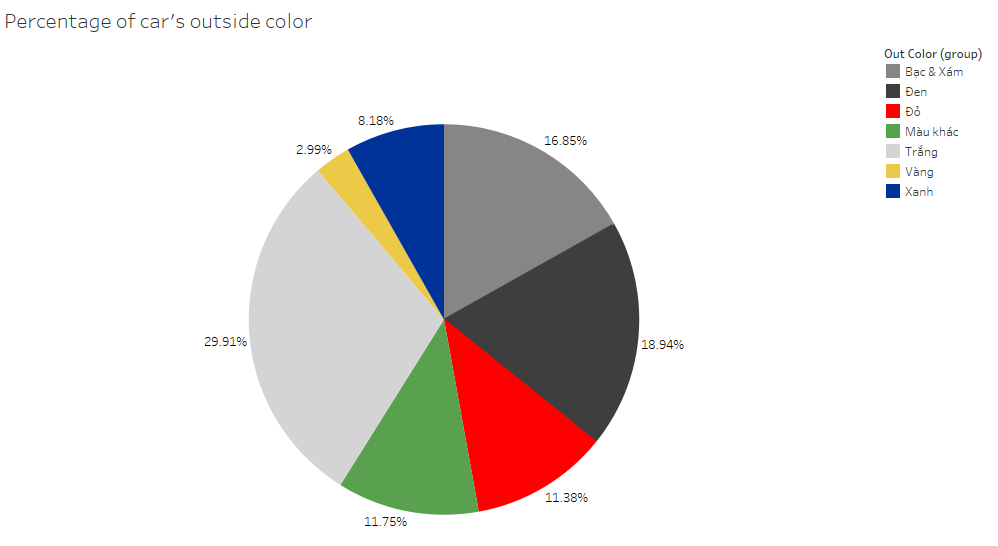 Percentage of car's outside color
Out Color (group)
Bạc & Xám
Đen
Đỏ
Màu khác
Trắng
Vàng
Xanh
8.18%
2.99%
16.85%
29.91%
18.94%
11.38%
11.75%